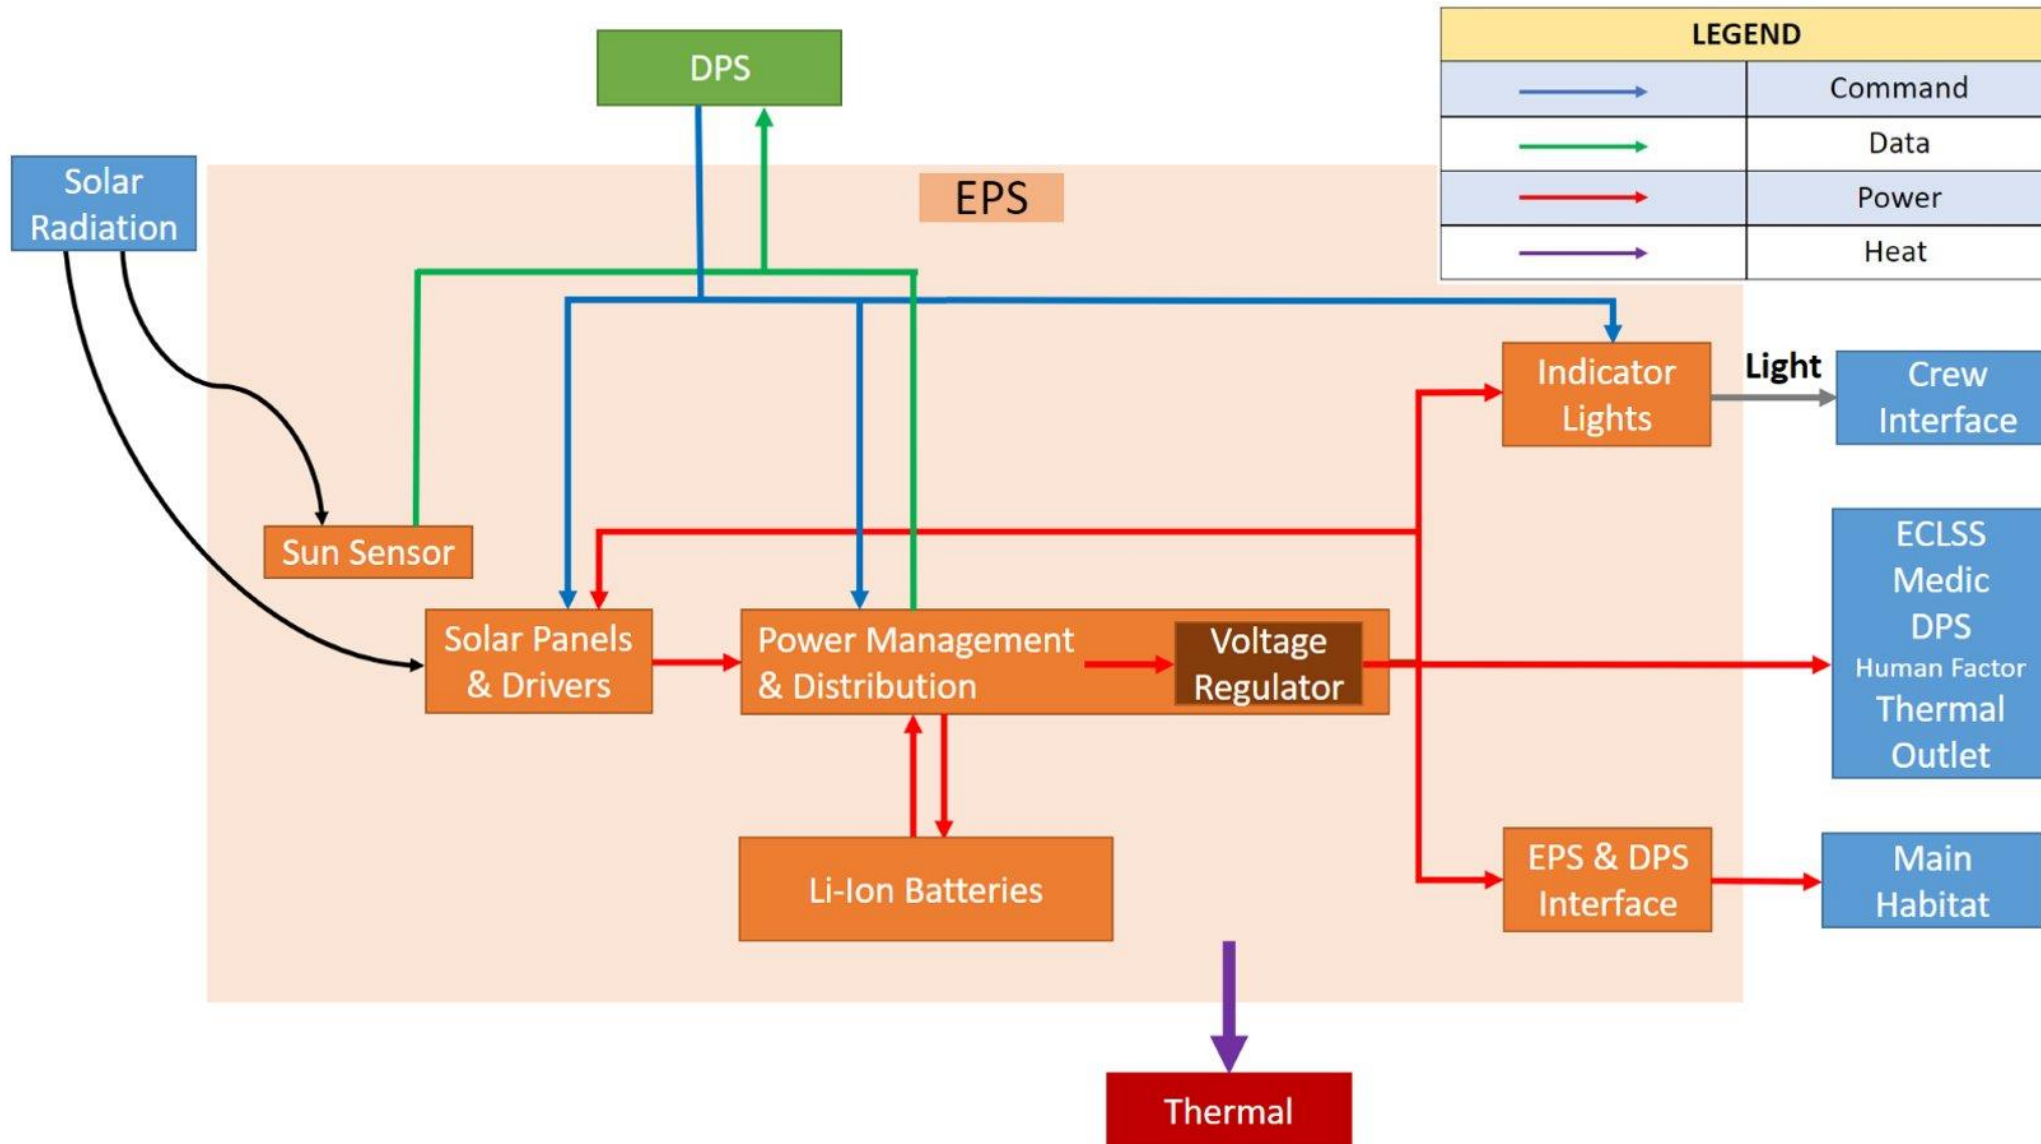 DPS
LEGEND
Command
Data
Power
Heat
Solar
Radiation
EPS
Indicator
Lights
Light
Crew
Interface
Sun Sensor
ECLSS
Medic
DPS
Human Factor
Thermal
Outlet
Solar Panels
& Drivers
Power Management
& Distribution
Voltage
Regulator
Li-Ion Batteries
EPS & DPS
Interface
Main
Habitat
Thermal